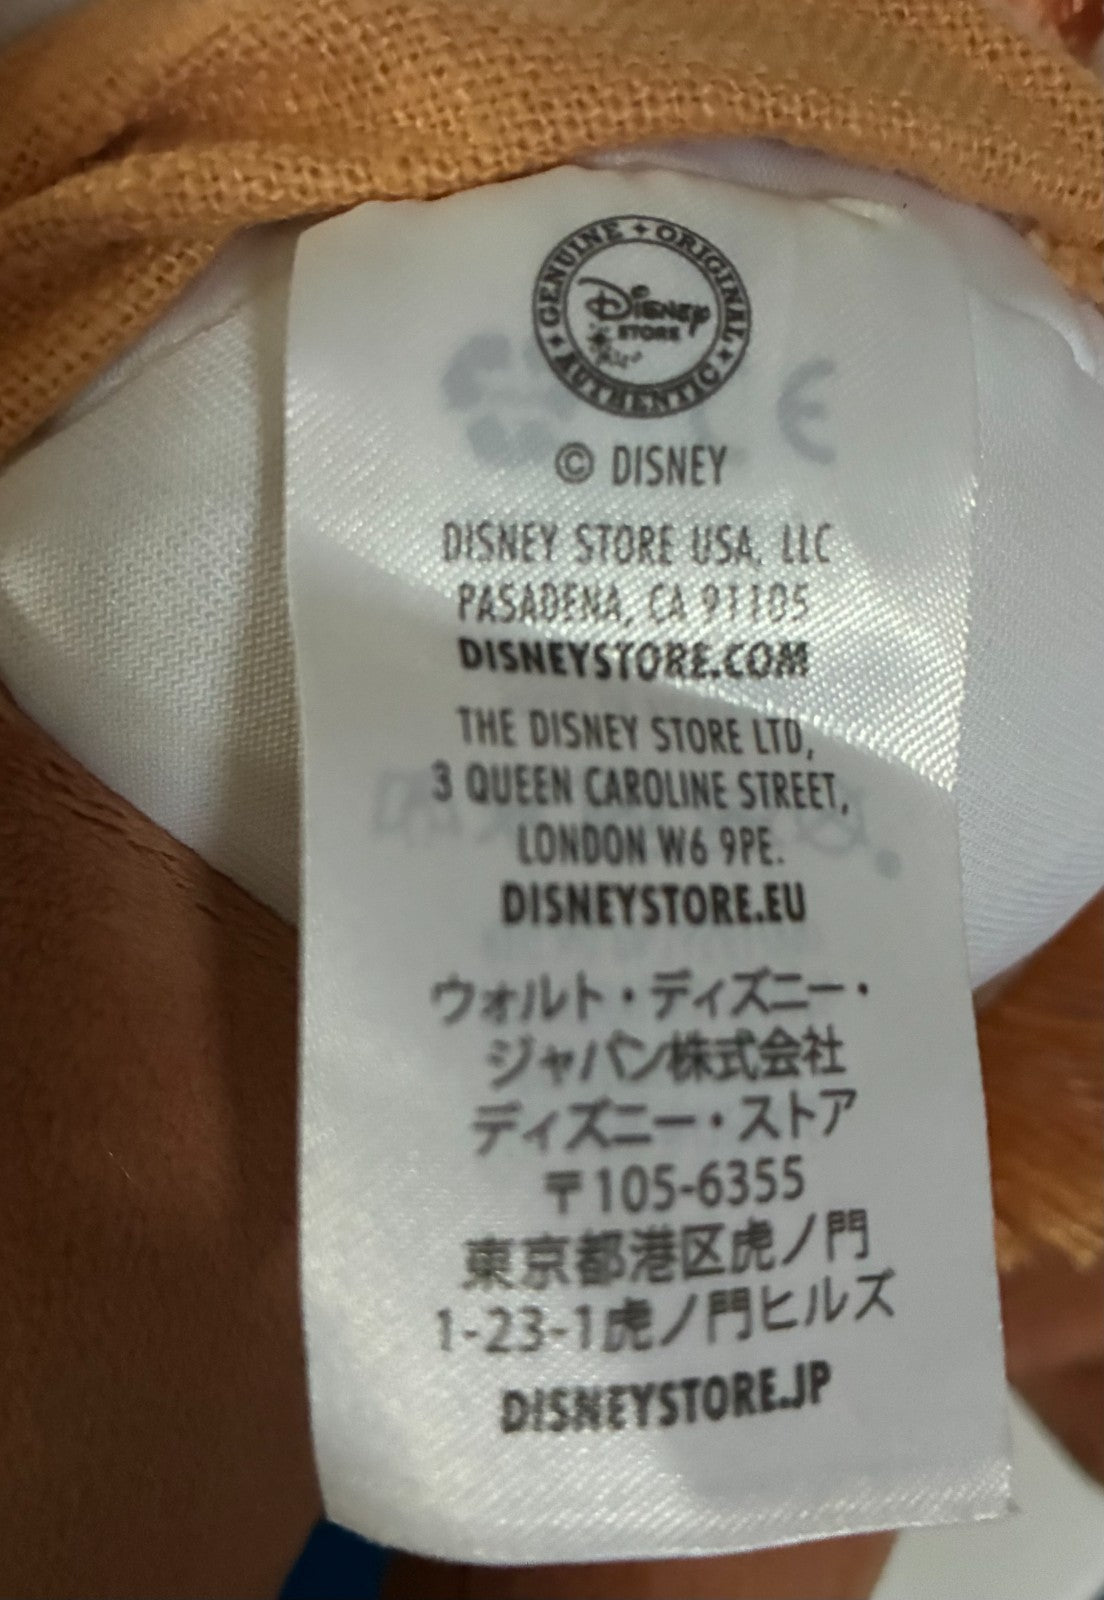 GENUINE ORIGINAL
AUTHENTIC
Disney
STORE
CE
© DISNEY
DISNEY STORE USA, LLC
PASADENA, CA 91105
DISNEYSTORE.COM
THE DISNEY STORE LTD,
3 QUEEN CAROLINE STREET,
LONDON W6 9PE.
DISNEYSTORE.EU
ウォルト・ディズニー・
ジャパン株式会社
ディズニー・ストア
〒105-6355
東京都港区虎ノ門
1-23-1虎ノ門ヒルズ
DISNEYSTORE.JP